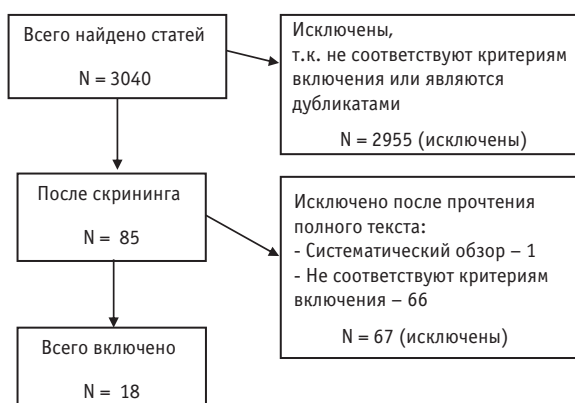 Всего найдено статей
N = 3040
Исключены,
т.к. не соответствуют критериям
включения или являются
дубликатами
N = 2955 (исключены)
После скрининга
N = 85
Исключено после прочтения
полного текста:
- Систематический обзор – 1
- Не соответствуют критериям
включения – 66
N = 67 (исключены)
Всего включено
N = 18